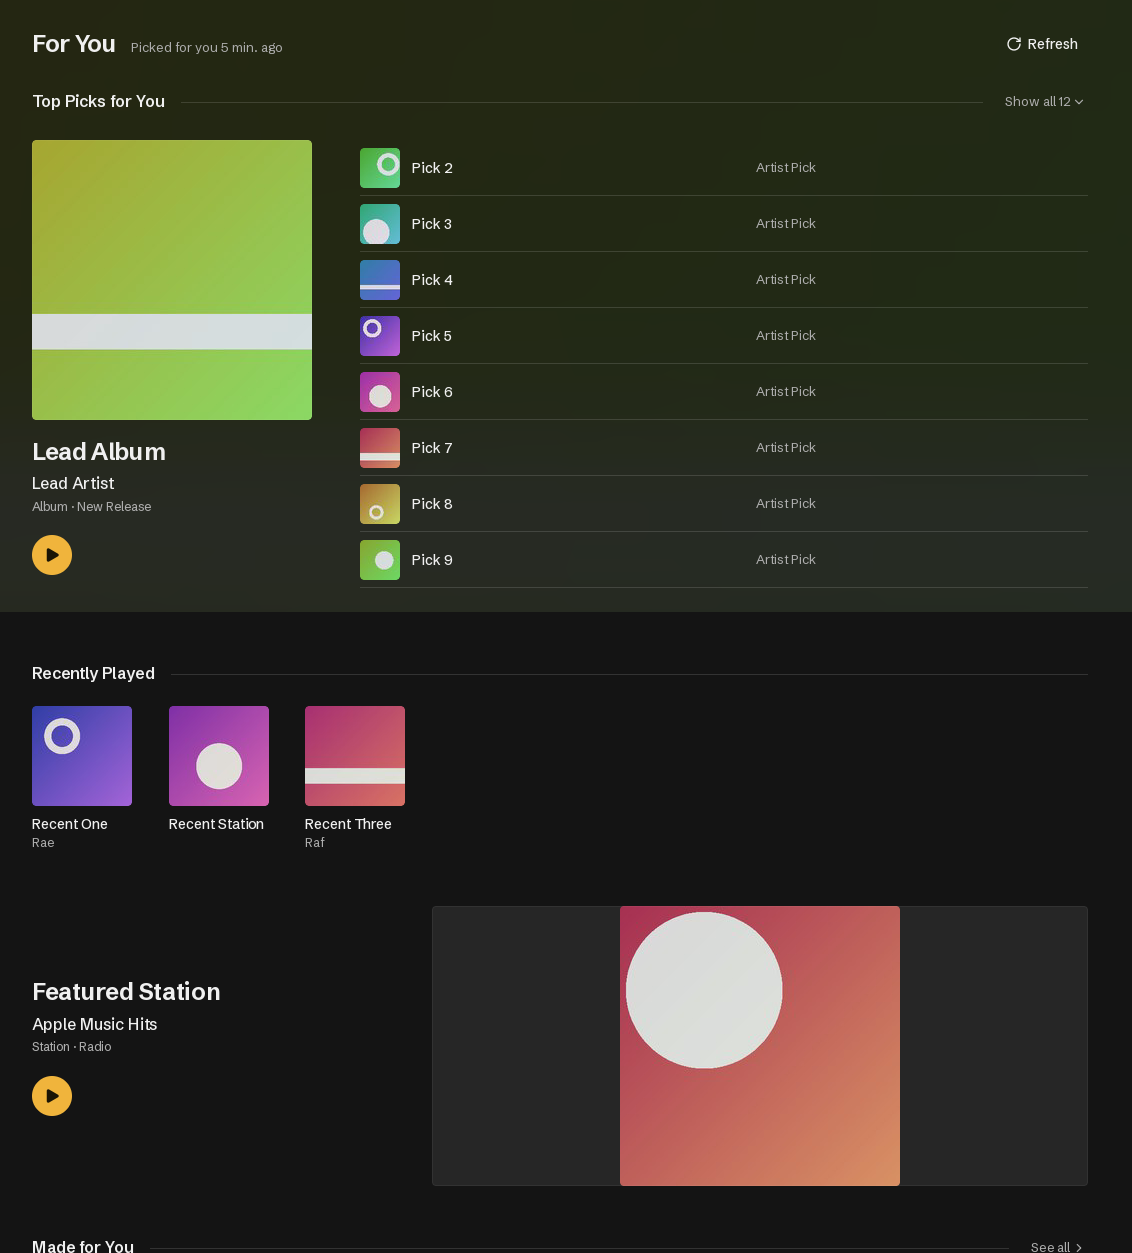 For You Picked for you 5 min. ago Refresh
Top Picks for You Show all 12
Pick 2 Artist Pick
Pick 3 Artist Pick
Pick 4 Artist Pick
Pick 5 Artist Pick
Pick 6 Artist Pick
Pick 7 Artist Pick
Pick 8 Artist Pick
Pick 9 Artist Pick
Lead Album
Lead Artist
Album · New Release
Recently Played
Recent One
Rae
Recent Station
Recent Three
Raf
Featured Station
Apple Music Hits
Station · Radio
Made for You See all